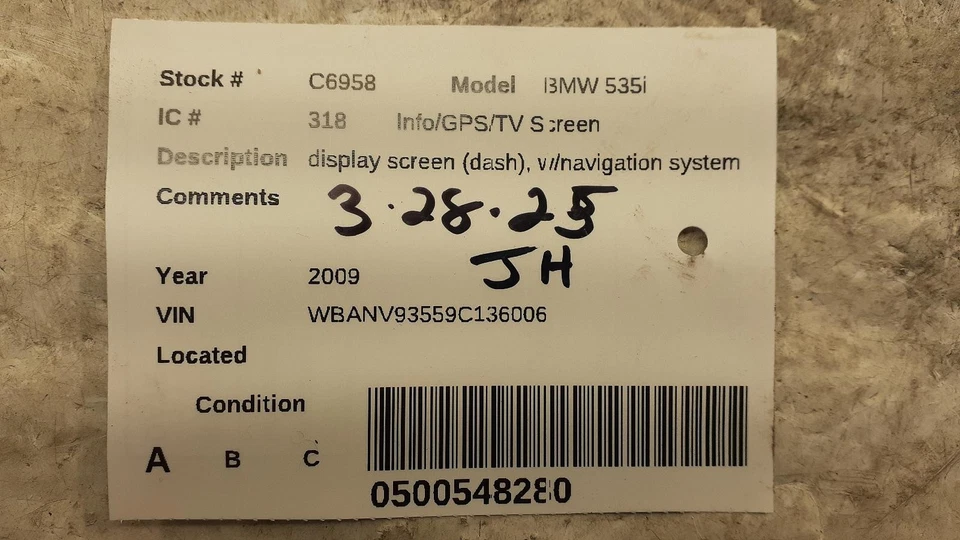 Stock # C6958 Model BMW 535i
IC # 318 Info/GPS/TV Screen
Description display screen (dash), w/navigation system
Comments 3.28.25
JH
Year 2009
VIN WBANV93559C136006
Located
Condition
A B C
0500548280